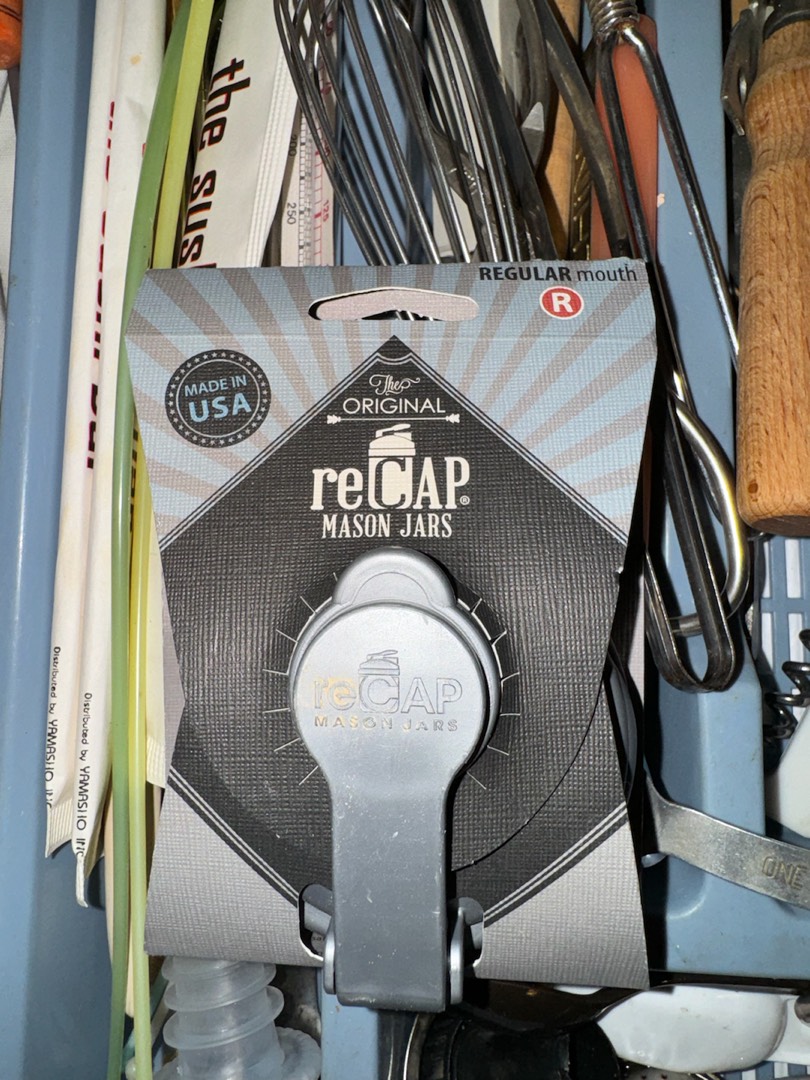 the sus
250
Distributed by YAMASHO INC
Distributed by YAMASHO INC
REGULAR mouth
R
MADE IN
USA
The
ORIGINAL
reCAP®
MASON JARS
reCAP
MASON JARS
ONE